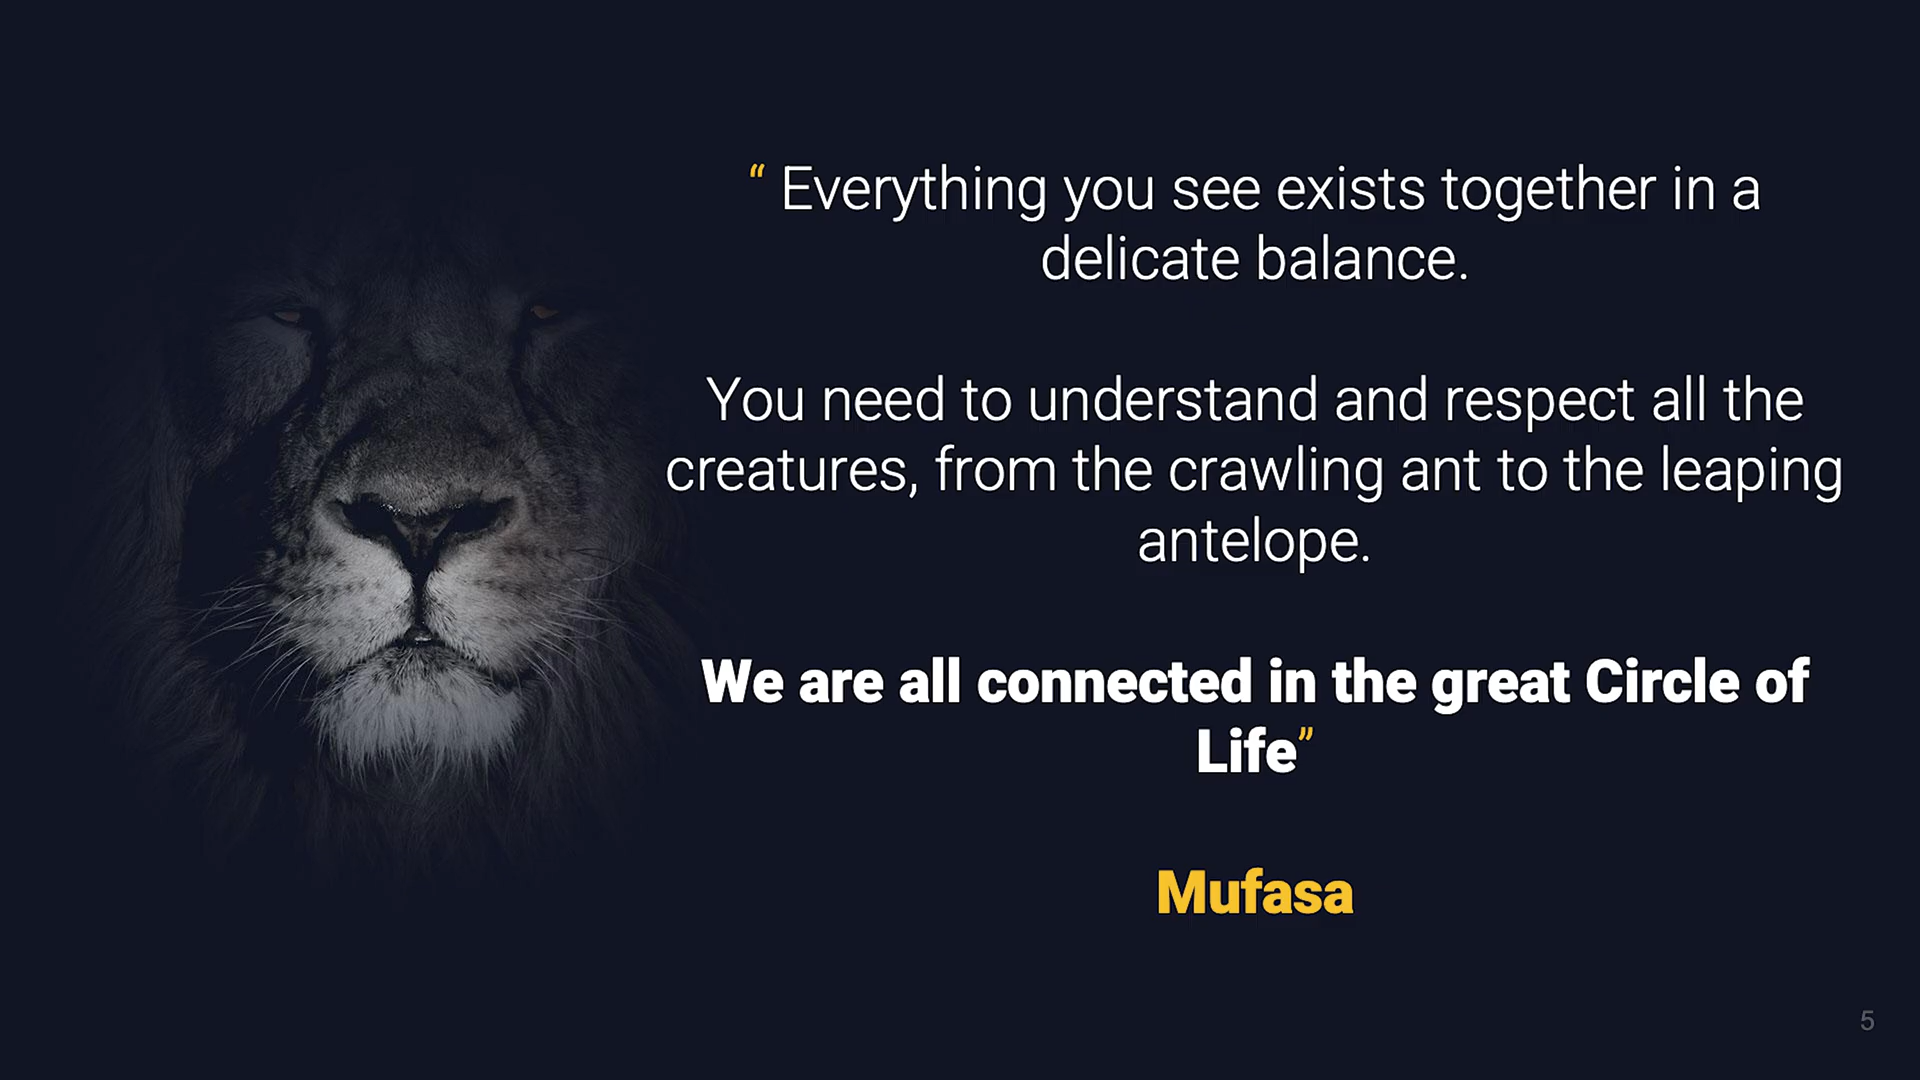 “ Everything you see exists together in a
delicate balance.
You need to understand and respect all the
creatures, from the crawling ant to the leaping
antelope.
We are all connected in the great Circle of
Life”
Mufasa
5